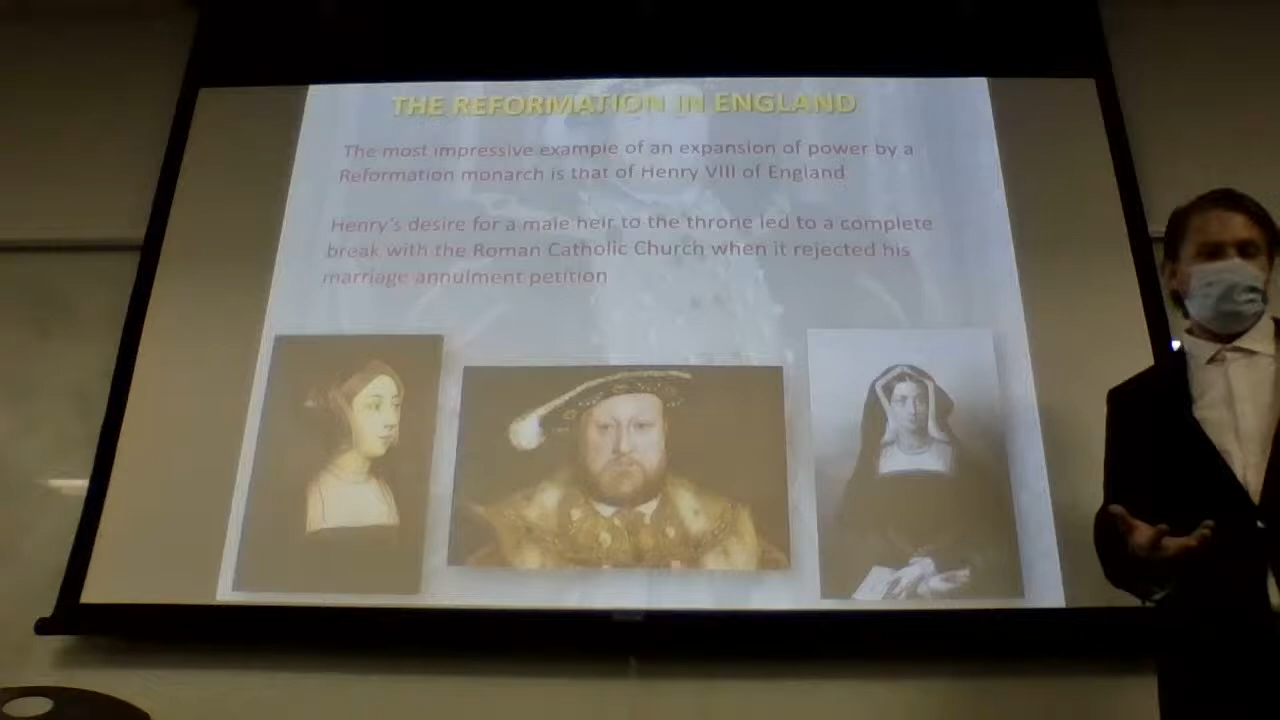 THE REFORMATION IN ENGLAND
The most impressive example of an expansion of power by a
Reformation monarch is that of Henry VIII of England
Henry's desire for a male heir to the throne led to a complete
break with the Roman Catholic Church when it rejected his
marriage annulment petition